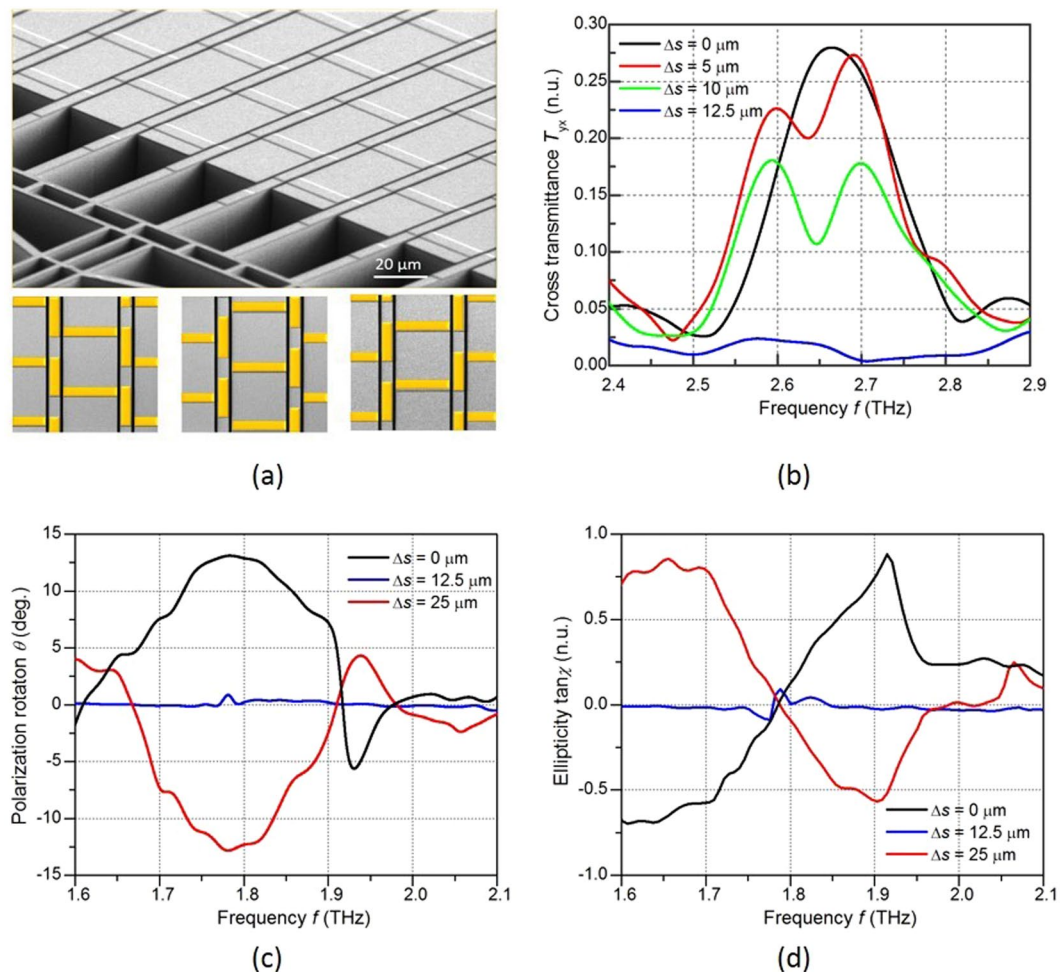 20 μm
(a)
Δs = 0 μm
Δs = 5 μm
Δs = 10 μm
Δs = 12.5 μm
0.30
0.25
0.20
0.15
0.10
0.05
0.00
Cross transmittance Tyx (n.u.)
2.4 2.5 2.6 2.7 2.8 2.9
Frequency f (THz)
(b)
Δs = 0 μm
Δs = 12.5 μm
Δs = 25 μm
15
10
5
0
-5
-10
-15
Polarization rotaton θ (deg.)
1.6 1.7 1.8 1.9 2.0 2.1
Frequency f (THz)
(c)
1.0
0.5
0.0
-0.5
-1.0
Ellipticity tanχ (n.u.)
Δs = 0 μm
Δs = 12.5 μm
Δs = 25 μm
1.6 1.7 1.8 1.9 2.0 2.1
Frequency f (THz)
(d)